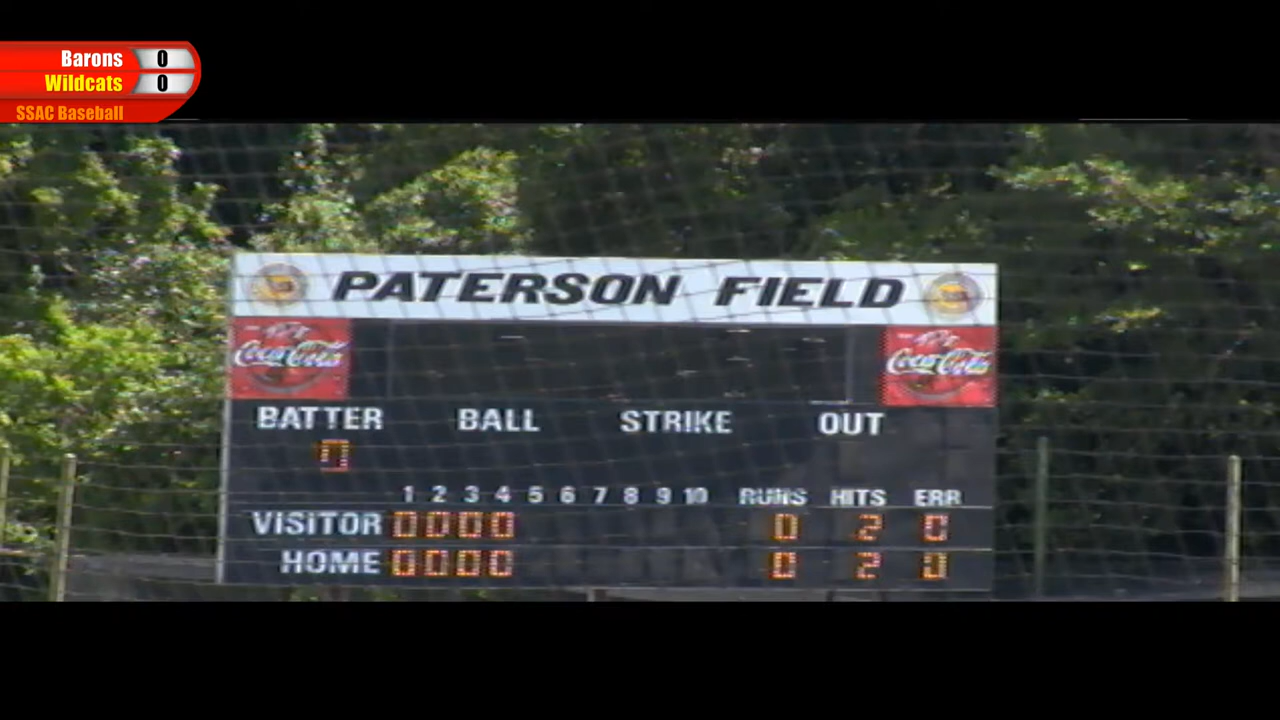 Barons 0
Wildcats 0
SSAC Baseball
PATERSON FIELD
Coca-Cola
Coca-Cola
BATTER BALL STRIKE OUT
1 2 3 4 5 6 7 8 9 10 RUNS HITS ERR
VISITOR 0 0 0 0 0 2 0
HOME 0 0 0 0 0 2 0